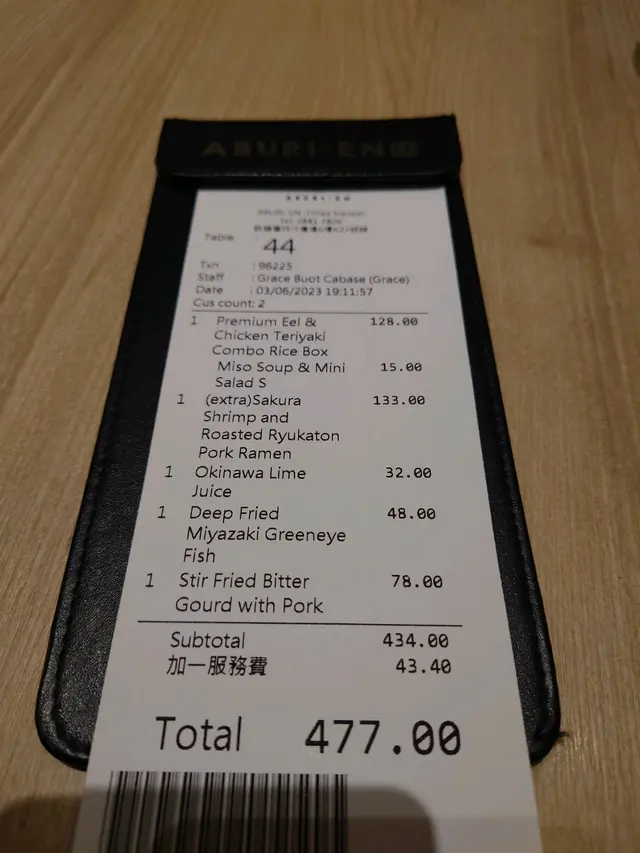 ABURI-EN
ABURI-EN
Table : 44
Txn : 96225
Staff : Grace Buot Cabase (Grace)
Date : 03/06/2023 19:11:57
Cus count: 2
1 Premium Eel & 128.00
Chicken Teriyaki
Combo Rice Box
Miso Soup & Mini 15.00
Salad S
1 (extra)Sakura 133.00
Shrimp and
Roasted Ryukaton
Pork Ramen
1 Okinawa Lime 32.00
Juice
1 Deep Fried 48.00
Miyazaki Greeneye
Fish
1 Stir Fried Bitter 78.00
Gourd with Pork
Subtotal 434.00
加一服務費 43.40
Total 477.00